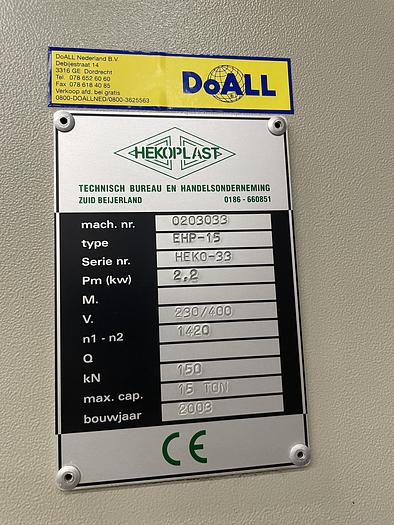 DoALL Nederland B.V.
Debijestraat 14
3316 GE Dordrecht
Tel 078 652 60 60
Fax 078 618 40 85
Verkoop afd. bel gratis
0800-DOALLNED/0800-3625563
DoALL
HEKOPLAST
TECHNISCH BUREAU EN HANDELSONDERNEMING
ZUID BEIJERLAND 0186 - 660851
mach. nr. 0203033
type EHP-15
Serie nr. HEKO-33
Pm (kw) 2,2
M.
V. 230/400
n1 - n2 1420
Q
kN 150
max. cap. 15 TON
bouwjaar 2003
CE